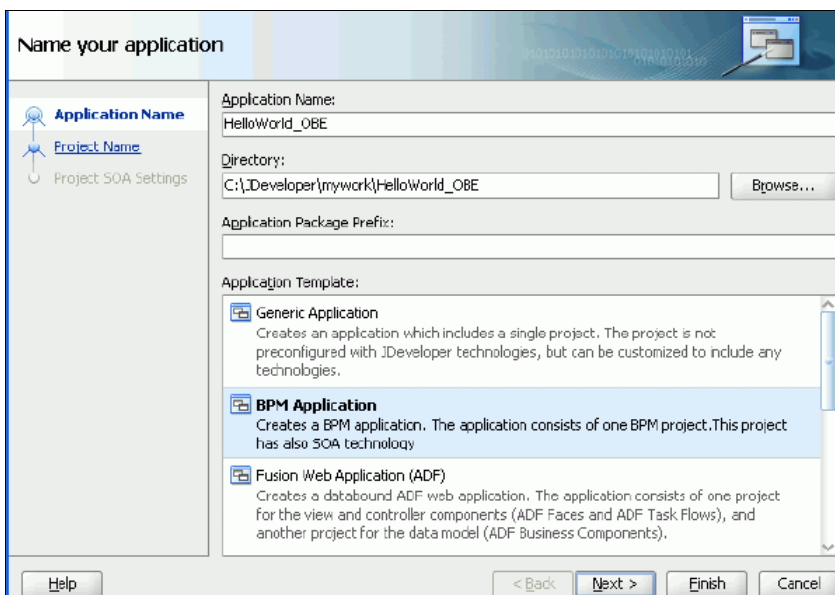 Name your application
Application Name
Project Name
Project SOA Settings
Application Name:
HelloWorld_OBE
Directory:
C:\JDeveloper\mywork\HelloWorld_OBE
Browse...
Application Package Prefix:
Application Template:
Generic Application
Creates an application which includes a single project. The project is not
preconfigured with JDeveloper technologies, but can be customized to include any
technologies.
BPM Application
Creates a BPM application. The application consists of one BPM project.This project
has also SOA technology
Fusion Web Application (ADF)
Creates a databound ADF web application. The application consists of one project
for the view and controller components (ADF Faces and ADF Task Flows), and
another project for the data model (ADF Business Components).
Help
< Back
Next >
Finish
Cancel